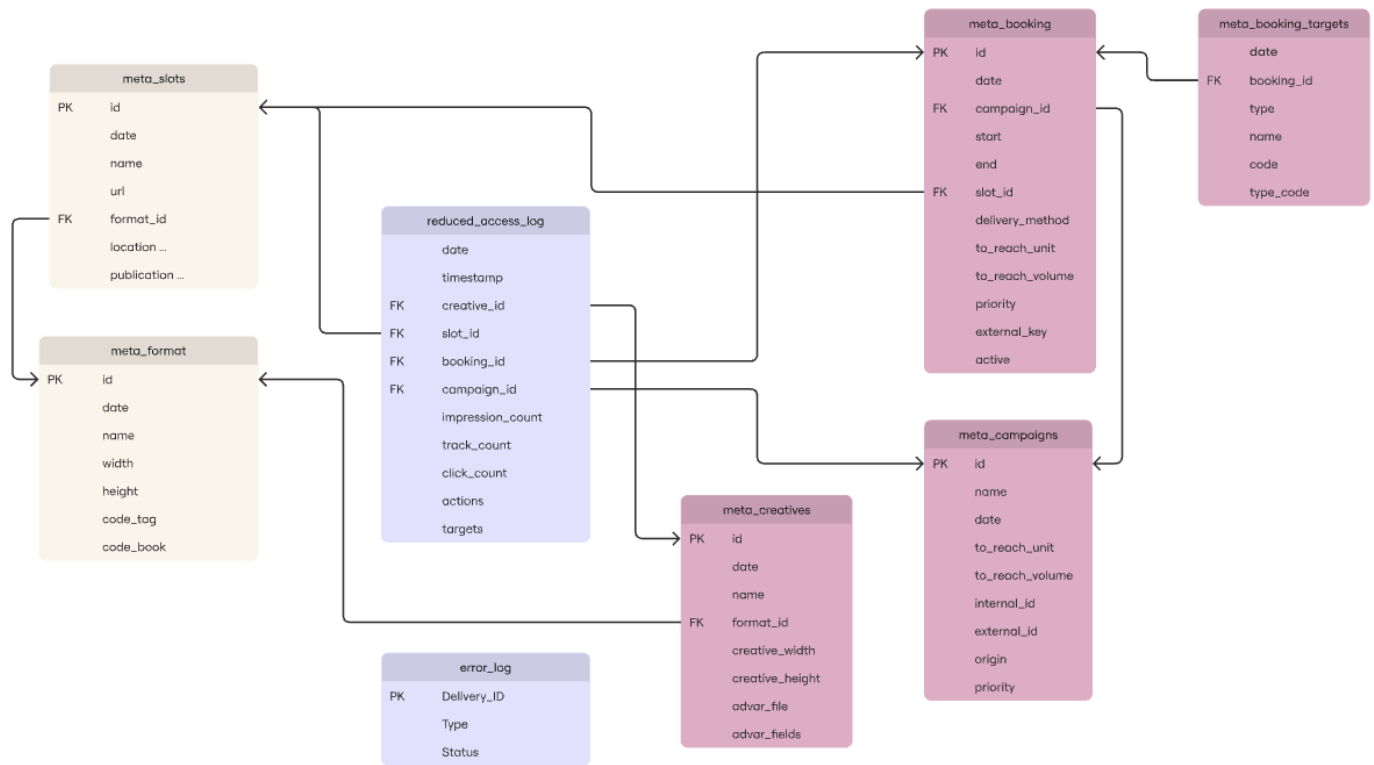 meta_slots
PK id
date
name
url
FK format_id
location ...
publication ...
meta_format
PK id
date
name
width
height
code_tag
code_book
reduced_access_log
date
timestamp
FK creative_id
FK slot_id
FK booking_id
FK campaign_id
impression_count
track_count
click_count
actions
targets
error_log
PK Delivery_ID
Type
Status
meta_creatives
PK id
date
name
FK format_id
creative_width
creative_height
advar_file
advar_fields
meta_booking
PK id
date
FK campaign_id
start
end
FK slot_id
delivery_method
to_reach_unit
to_reach_volume
priority
external_key
active
meta_campaigns
PK id
name
date
to_reach_unit
to_reach_volume
internal_id
external_id
origin
priority
meta_booking_targets
date
FK booking_id
type
name
code
type_code